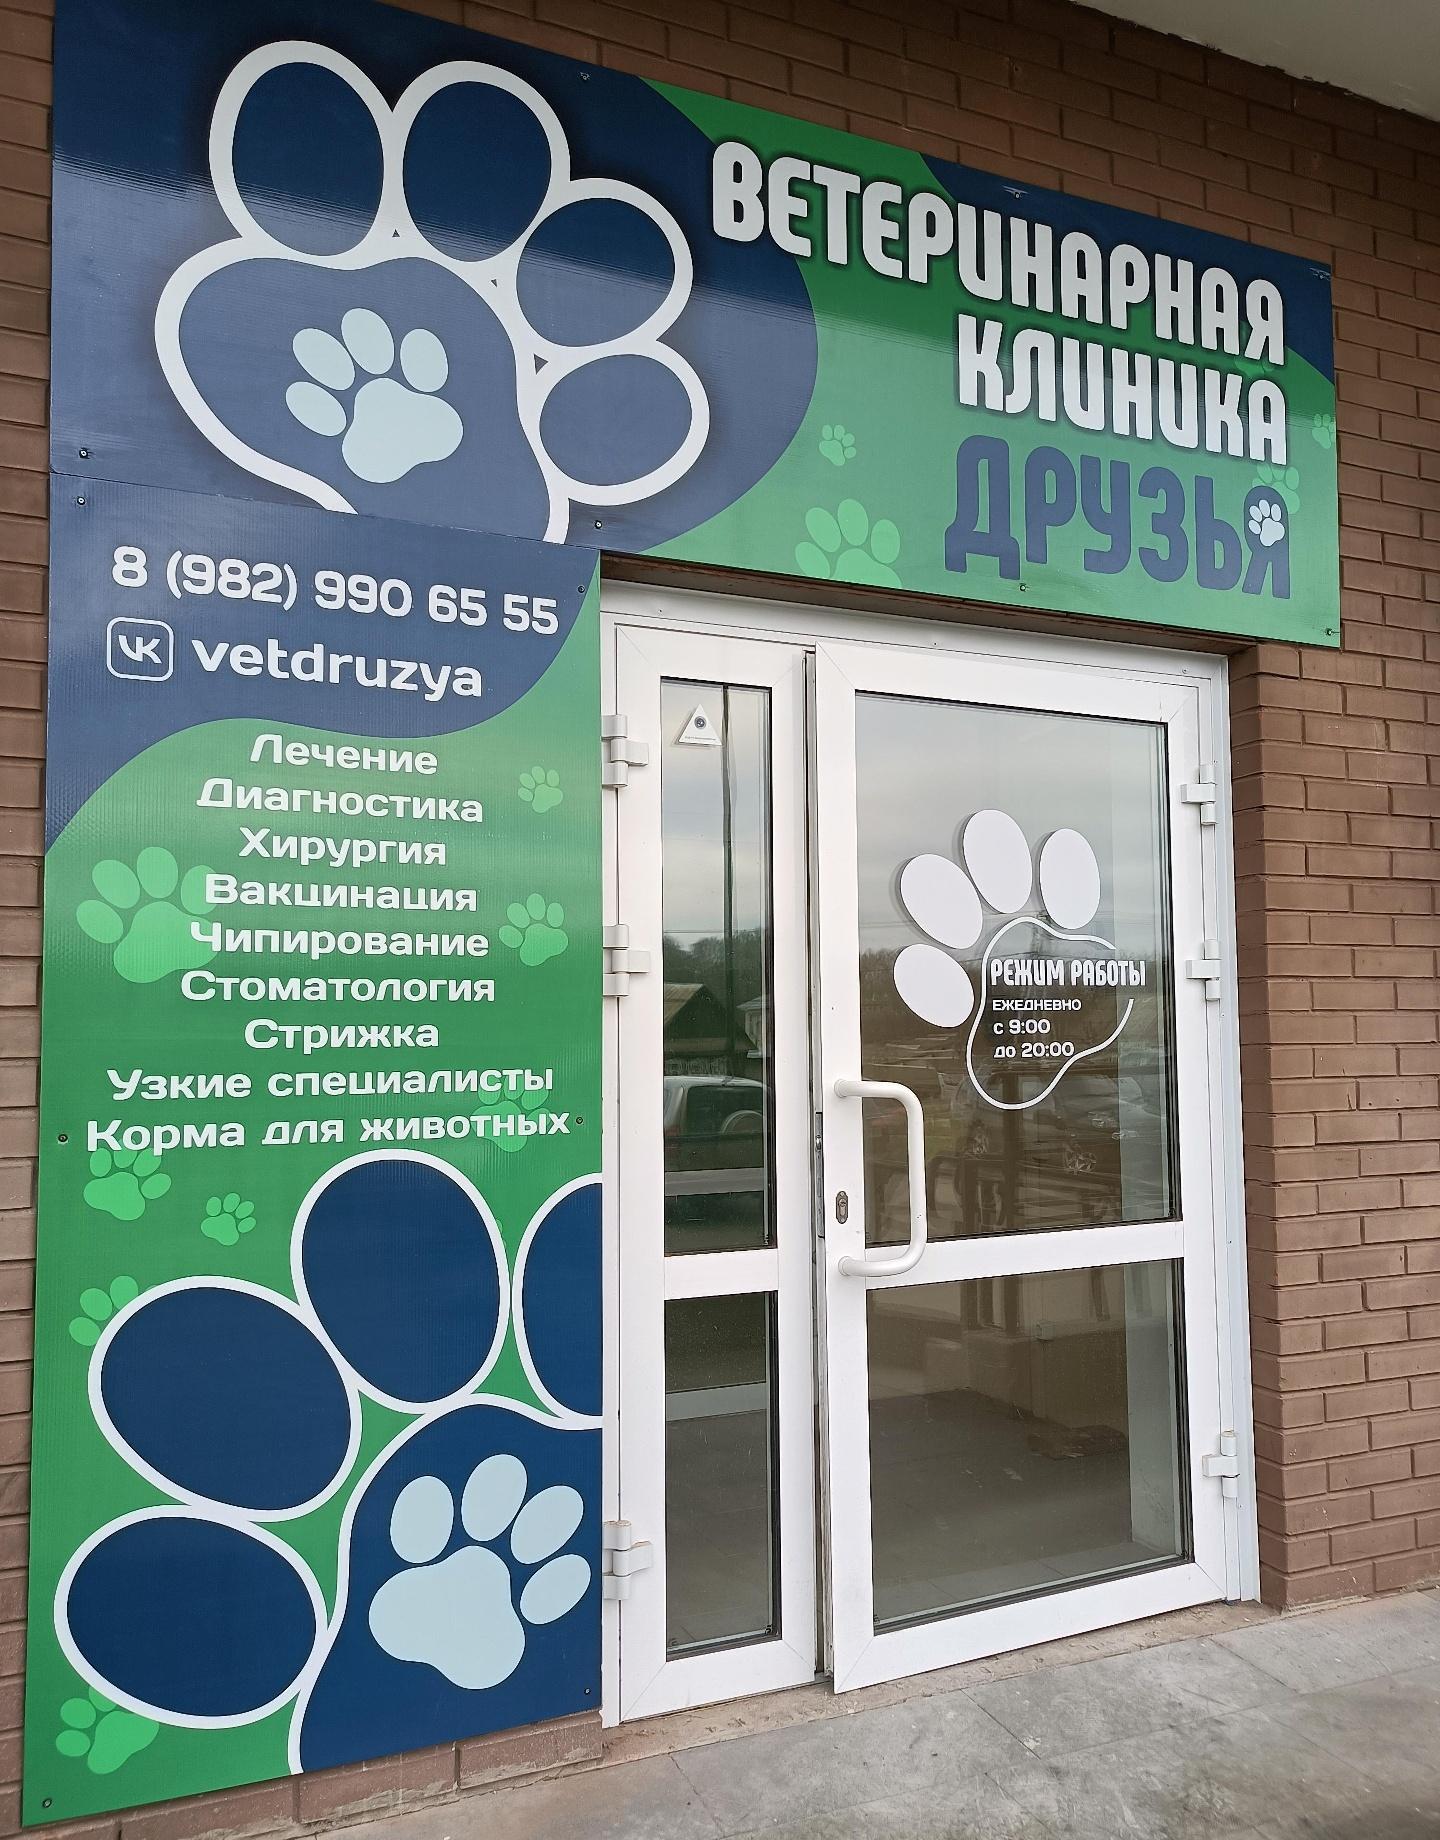 ВЕТЕРИНАРНАЯ
КЛИНИКА
ДРУЗЬЯ
8 (982) 990 65 55
VK vetdruzya
Лечение
Диагностика
Хирургия
Вакцинация
Чипирование
Стоматология
Стрижка
Узкие специалисты
Корма для животных
РЕЖИМ РАБОТЫ
ЕЖЕДНЕВНО
с 9:00
до 20:00